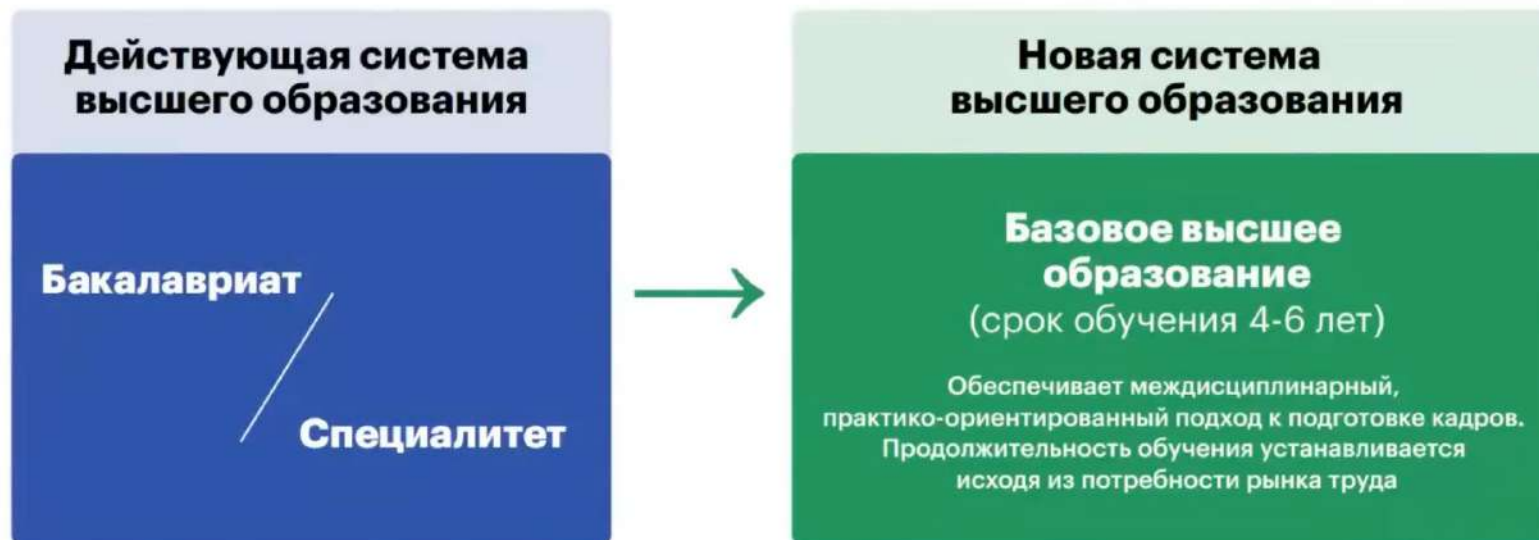 Действующая система
высшего образования
Бакалавриат
Специалитет
Новая система
высшего образования
Базовое высшее
образование
(срок обучения 4-6 лет)
Обеспечивает междисциплинарный,
практико-ориентированный подход к подготовке кадров.
Продолжительность обучения устанавливается
исходя из потребности рынка труда